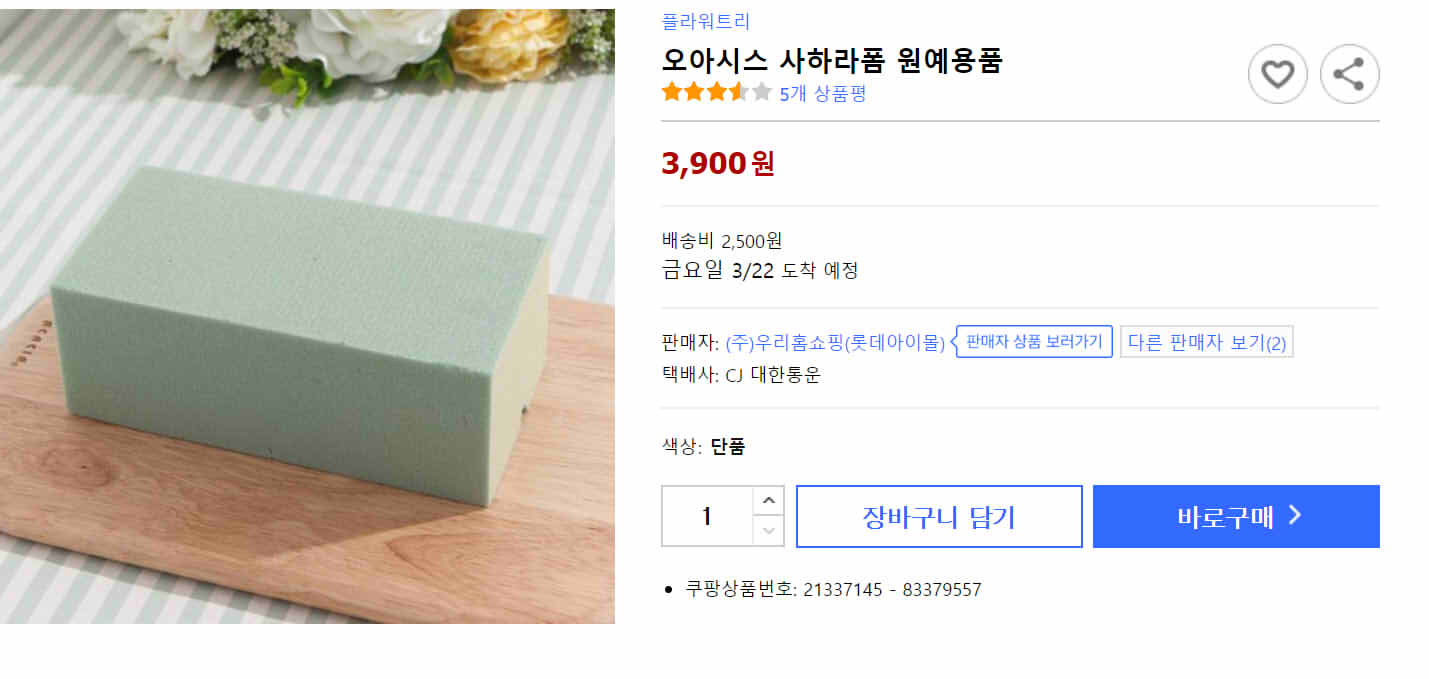 플라워트리
오아시스 사하라폼 원예용품
5개 상품평
3,900원
배송비 2,500원
금요일 3/22 도착 예정
판매자: (주)우리홈쇼핑(롯데아이몰) 판매자 상품 보러가기 다른 판매자 보기(2)
택배사: CJ 대한통운
색상: 단품
1 장바구니 담기 바로구매
• 쿠팡상품번호: 21337145 - 83379557